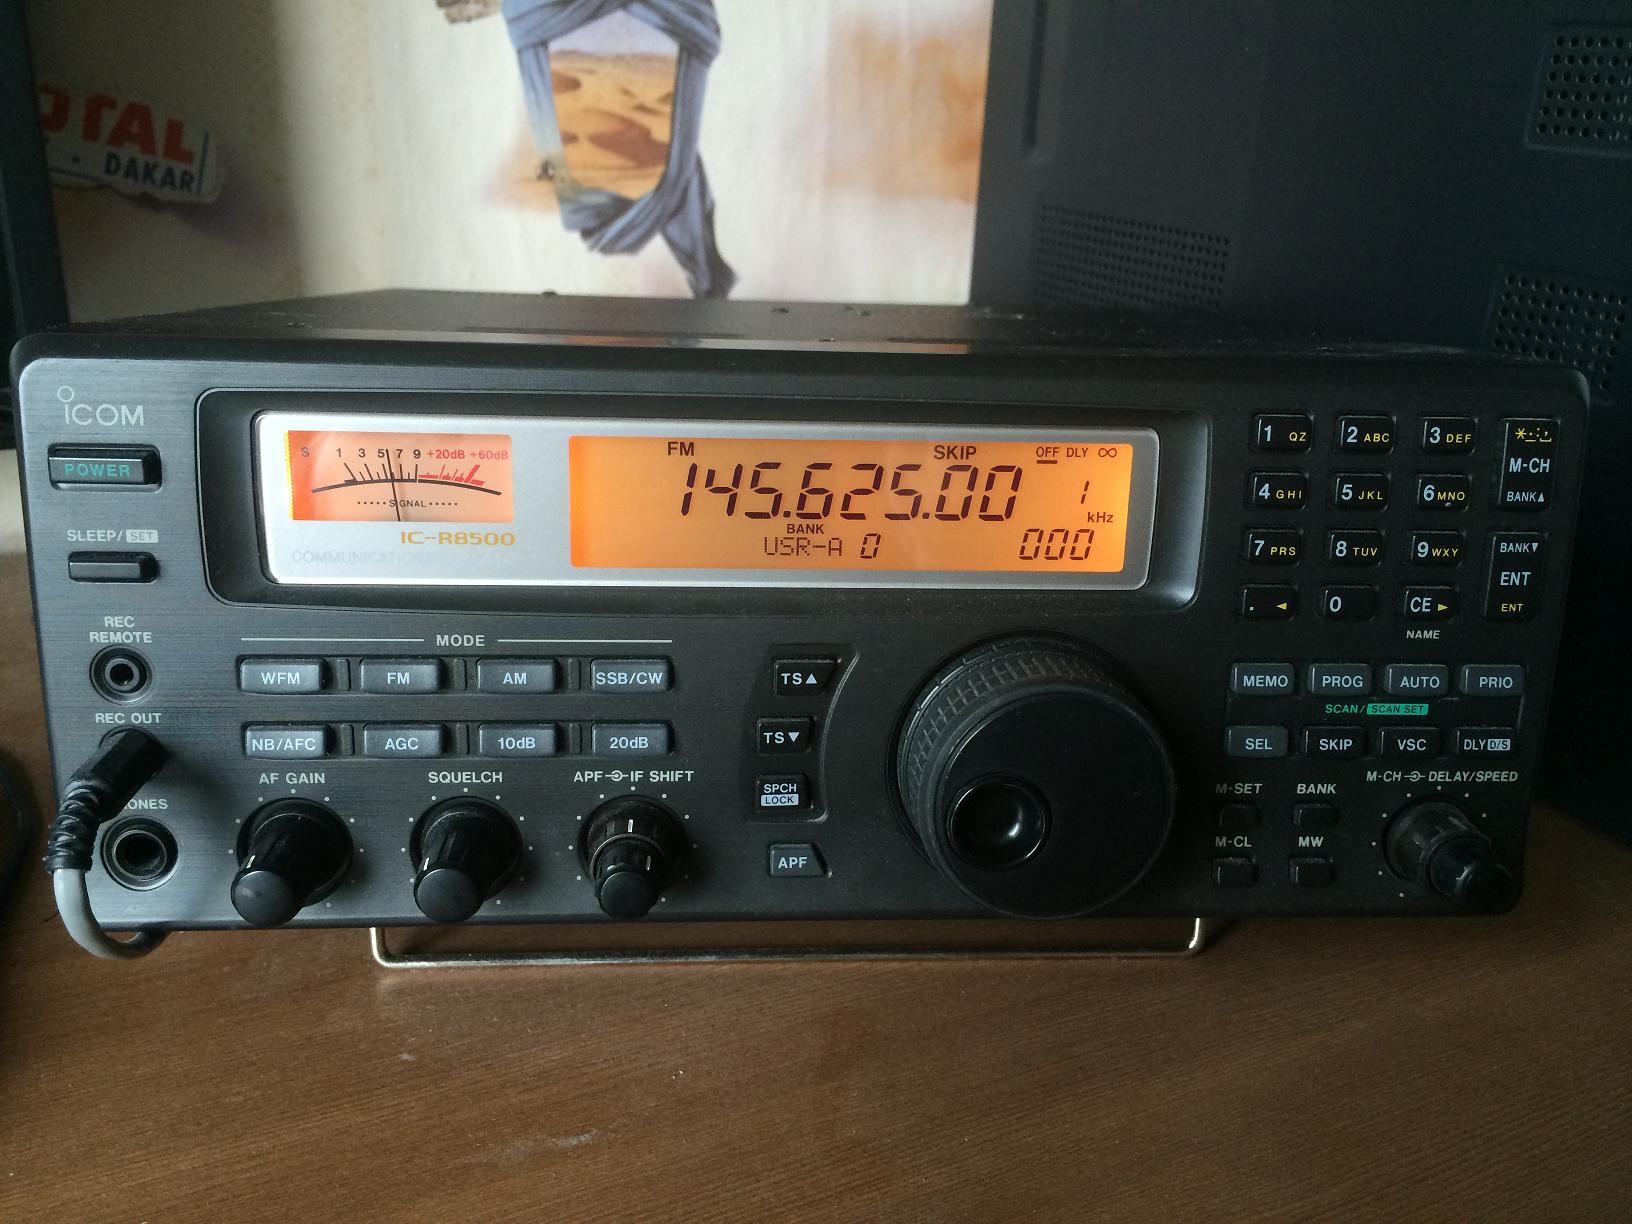 TOTAL
DAKAR
ICOM
POWER
SLEEP/SET
REC
REMOTE
REC OUT
S 1 3 5 7 9 +20dB +60dB
SIGNAL
IC-R8500
FM SKIP OFF DLY ∞
145.625.00 1
kHz
BANK
USR-A 0 000
MODE
WFM FM AM SSB/CW
NB/AFC AGC 10dB 20dB
AF GAIN SQUELCH APF IF SHIFT
TS▲
TS▼
SPCH
LOCK
APF
1 QZ 2 ABC 3 DEF
4 GHI 5 JKL 6 MNO
7 PRS 8 TUV 9 WXY
. ◄ 0 CE ►
NAME
M-CH
BANK▲
BANK▼
ENT
ENT
MEMO PROG AUTO PRIO
SCAN/SCAN SET
SEL SKIP VSC DLY D/S
M-SET BANK M-CH DELAY/SPEED
M-CL MW